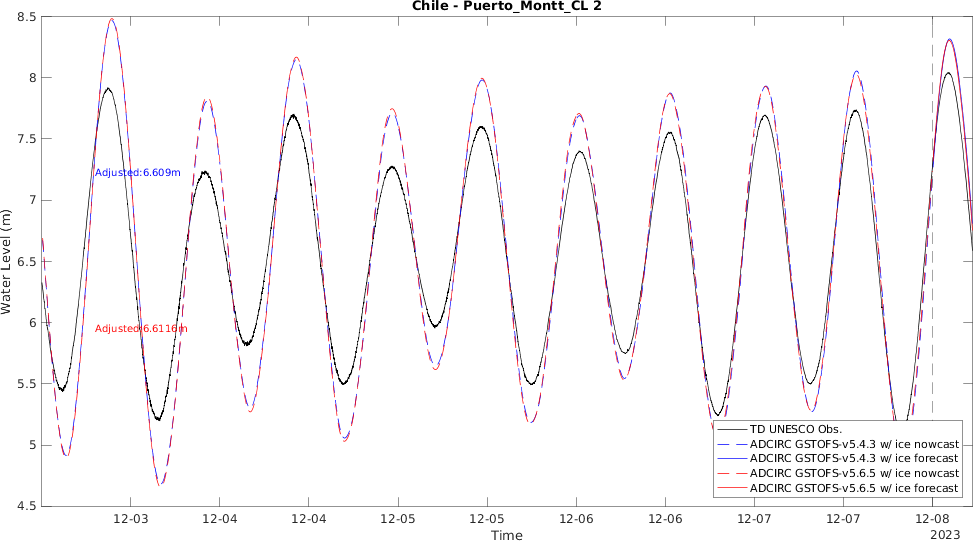 Chile - Puerto_Montt_CL 2
8.5
8
7.5
7
6.5
6
5.5
5
4.5
Water Level (m)
Adjusted:6.609m
Adjusted:6.6116m
TD UNESCO Obs.
ADCIRC GSTOFS-v5.4.3 w/ ice nowcast
ADCIRC GSTOFS-v5.4.3 w/ ice forecast
ADCIRC GSTOFS-v5.6.5 w/ ice nowcast
ADCIRC GSTOFS-v5.6.5 w/ ice forecast
12-03 12-04 12-04 12-05 12-05 12-06 12-06 12-07 12-07 12-08
2023
Time